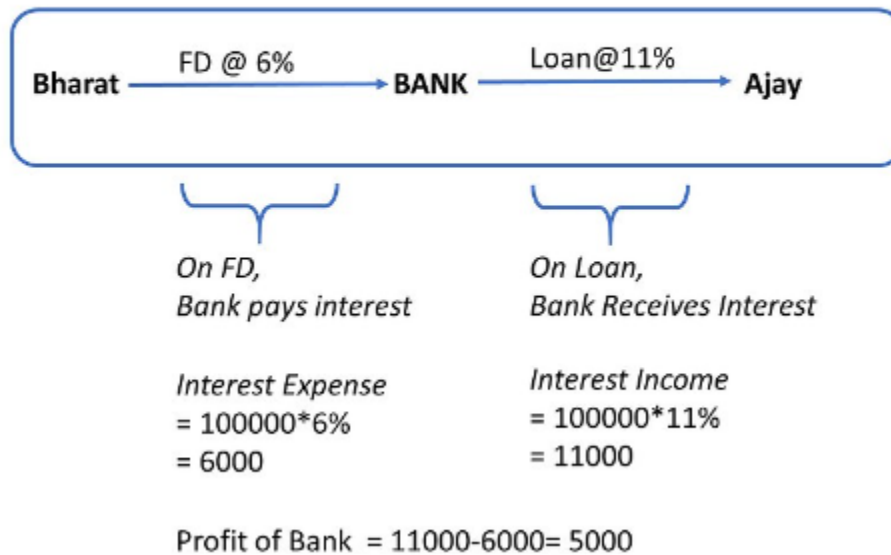 FD @ 6%
Loan@11%
Bharat BANK Ajay
On FD,
Bank pays interest
On Loan,
Bank Receives Interest
Interest Expense
= 100000*6%
= 6000
Interest Income
= 100000*11%
= 11000
Profit of Bank = 11000-6000= 5000